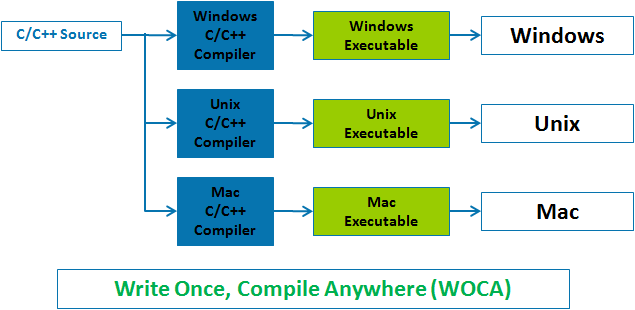 C/C++ Source
Windows
C/C++
Compiler
Windows
Executable
Windows
Unix
C/C++
Compiler
Unix
Executable
Unix
Mac
C/C++
Compiler
Mac
Executable
Mac
Write Once, Compile Anywhere (WOCA)